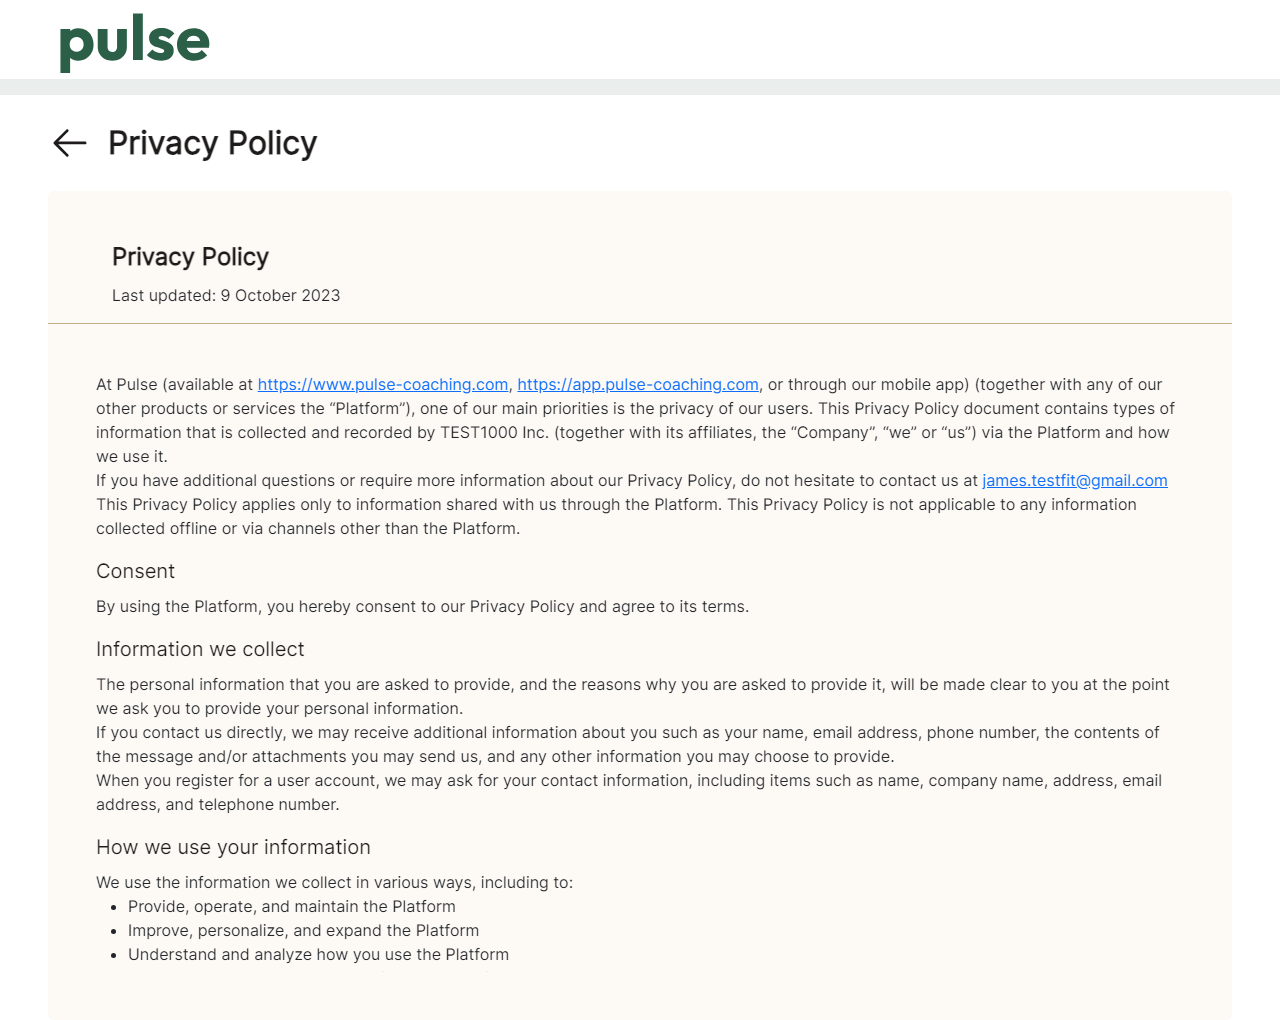 pulse
Privacy Policy
Privacy Policy
Last updated: 9 October 2023
At Pulse (available at https://www.pulse-coaching.com, https://app.pulse-coaching.com, or through our mobile app) (together with any of our
other products or services the “Platform”), one of our main priorities is the privacy of our users. This Privacy Policy document contains types of
information that is collected and recorded by TEST1000 Inc. (together with its affiliates, the “Company”, “we” or “us”) via the Platform and how
we use it.
If you have additional questions or require more information about our Privacy Policy, do not hesitate to contact us at james.testfit@gmail.com
This Privacy Policy applies only to information shared with us through the Platform. This Privacy Policy is not applicable to any information
collected offline or via channels other than the Platform.
Consent
By using the Platform, you hereby consent to our Privacy Policy and agree to its terms.
Information we collect
The personal information that you are asked to provide, and the reasons why you are asked to provide it, will be made clear to you at the point
we ask you to provide your personal information.
If you contact us directly, we may receive additional information about you such as your name, email address, phone number, the contents of
the message and/or attachments you may send us, and any other information you may choose to provide.
When you register for a user account, we may ask for your contact information, including items such as name, company name, address, email
address, and telephone number.
How we use your information
We use the information we collect in various ways, including to:
• Provide, operate, and maintain the Platform
• Improve, personalize, and expand the Platform
• Understand and analyze how you use the Platform